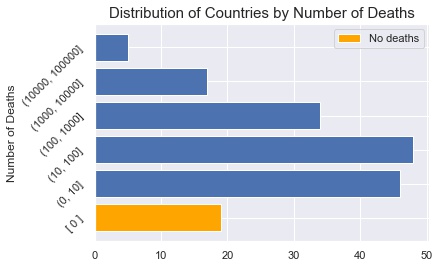 Distribution of Countries by Number of Deaths
No deaths
Number of Deaths
(10000, 100000]
(1000, 10000]
(100, 1000]
(10, 100]
(0, 10]
[ 0 ]
0 10 20 30 40 50